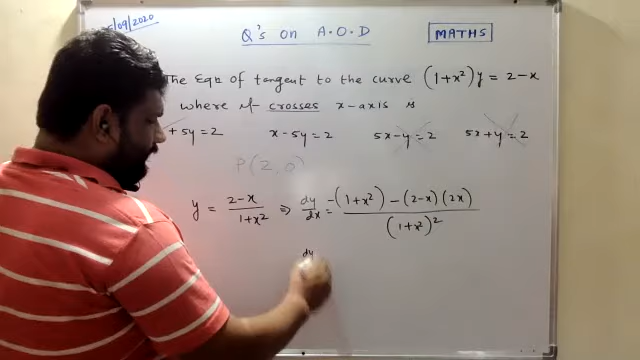 5/09/2020
Q's on A.O.D
MATHS
The Eqn of tangent to the curve (1+x²)y = 2-x
where it crosses x-axis is
+5y=2 x-5y=2 5x-y=2 5x+y=2
P(2,0)
y = (2-x)/(1+x²) ⇒ dy/dx = (-(1+x²) - (2-x)(2x))/(1+x²)²
dy